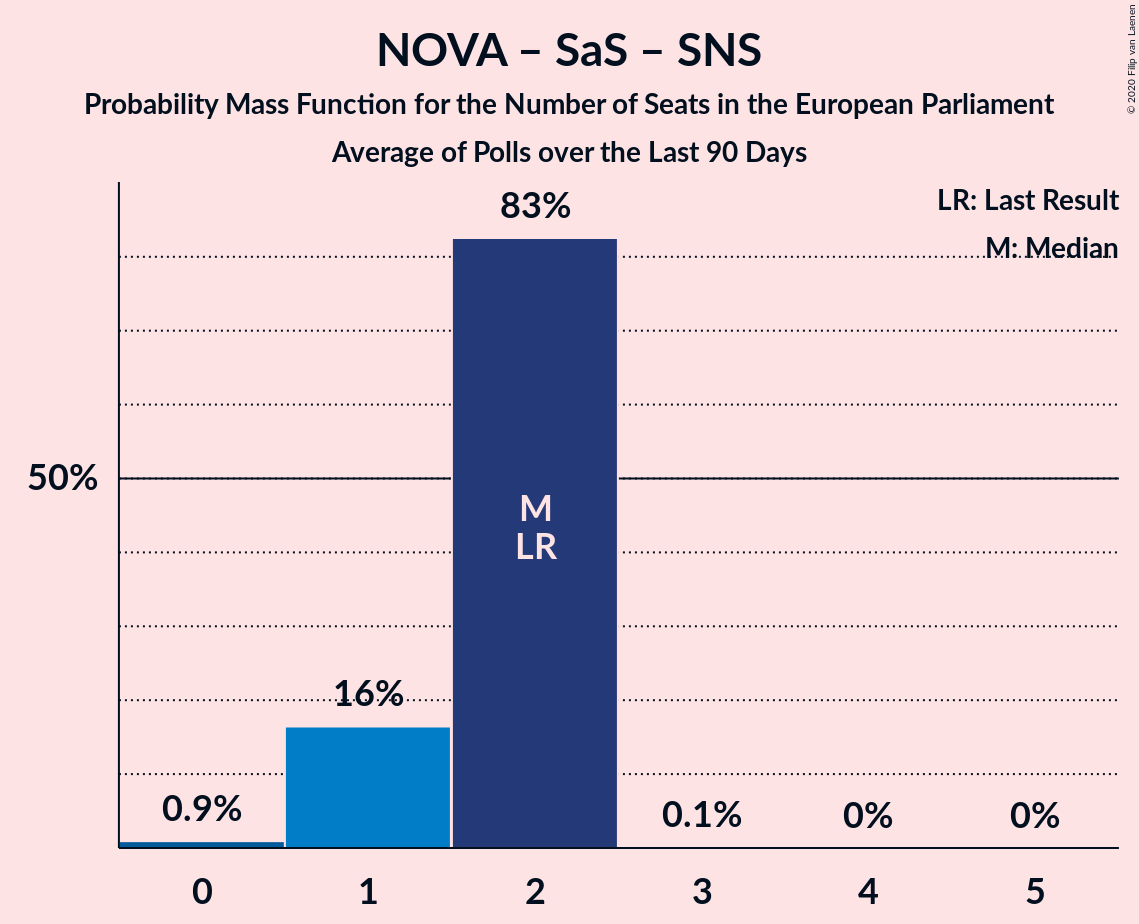 NOVA – SaS – SNS
Probability Mass Function for the Number of Seats in the European Parliament
Average of Polls over the Last 90 Days
© 2020 Filip van Laenen
LR: Last Result
M: Median
83%
50%
M
LR
16%
0.9%
0.1%
0%
0%
0
1
2
3
4
5